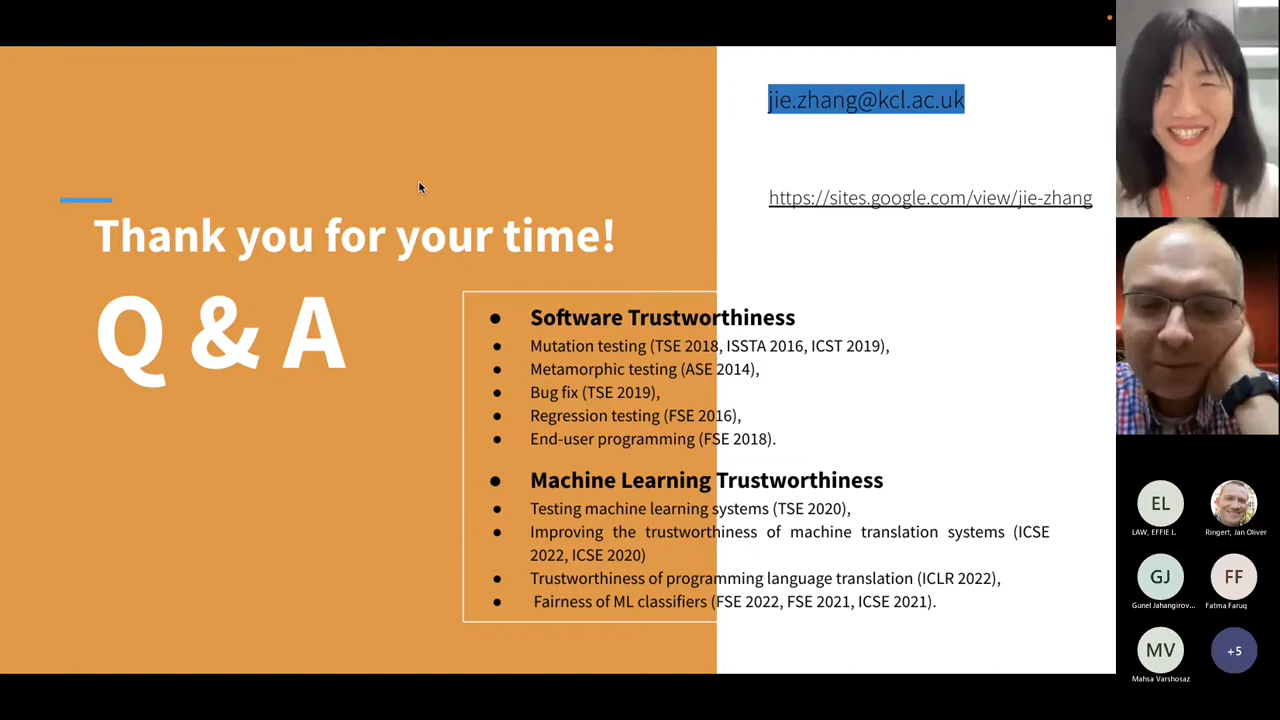 jie.zhang@kcl.ac.uk
https://sites.google.com/view/jie-zhang
Thank you for your time!
Q & A
● Software Trustworthiness
● Mutation testing (TSE 2018, ISSTA 2016, ICST 2019),
● Metamorphic testing (ASE 2014),
● Bug fix (TSE 2019),
● Regression testing (FSE 2016),
● End-user programming (FSE 2018).
● Machine Learning Trustworthiness
● Testing machine learning systems (TSE 2020),
● Improving the trustworthiness of machine translation systems (ICSE
2022, ICSE 2020)
● Trustworthiness of programming language translation (ICLR 2022),
● Fairness of ML classifiers (FSE 2022, FSE 2021, ICSE 2021).
EL
LAW, EFFIE L.
Ringert, Jan Oliver
GJ
Gunel Jahangirov...
FF
Fatma Faruq
MV
Mahsa Varshosaz
+5